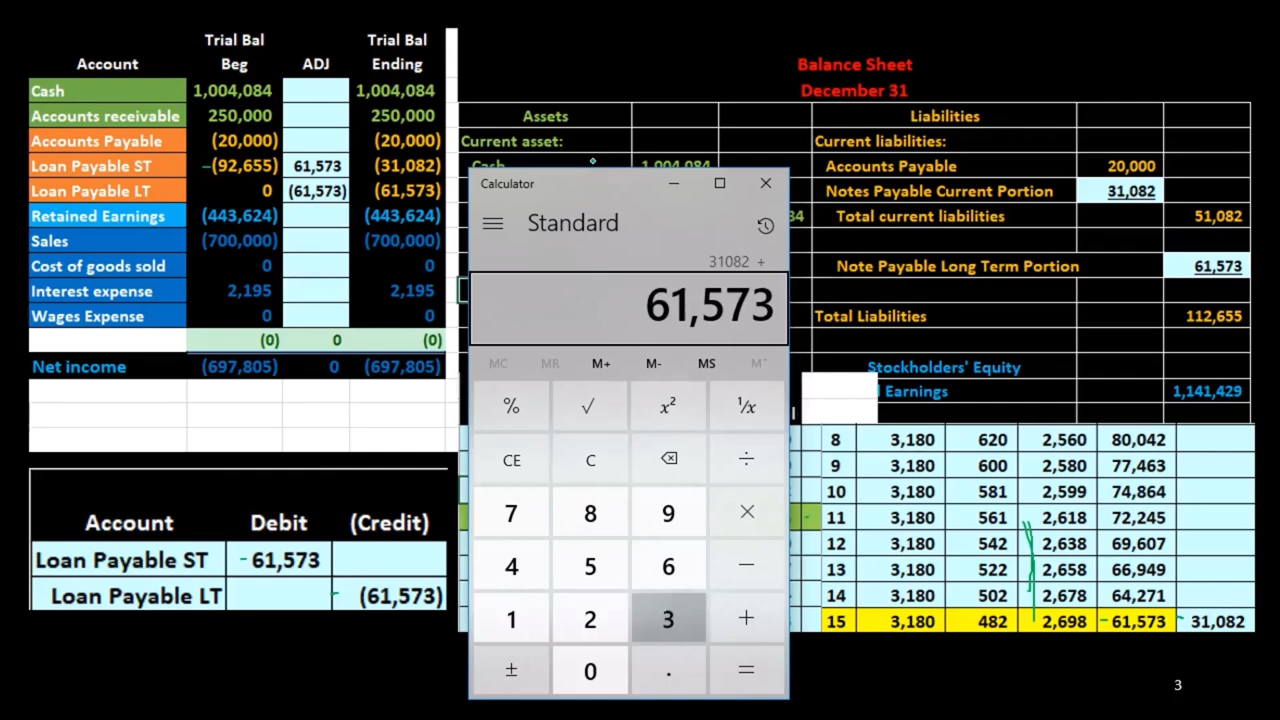 Trial Bal Trial Bal
Account Beg ADJ Ending
Cash 1,004,084 1,004,084
Accounts receivable 250,000 250,000
Accounts Payable (20,000) (20,000)
Loan Payable ST (92,655) 61,573 (31,082)
Loan Payable LT 0 (61,573) (61,573)
Retained Earnings (443,624) (443,624)
Sales (700,000) (700,000)
Cost of goods sold 0 0
Interest expense 2,195 2,195
Wages Expense 0 0
(0) 0 (0)
Net income (697,805) 0 (697,805)
Account Debit (Credit)
Loan Payable ST 61,573
Loan Payable LT (61,573)
Balance Sheet
December 31
Assets Liabilities
Current asset: Current liabilities:
Cash 1,004,084 Accounts Payable 20,000
Notes Payable Current Portion 31,082
84 Total current liabilities 51,082
Note Payable Long Term Portion 61,573
Total Liabilities 112,655
Stockholders' Equity
Earnings 1,141,429
Calculator
Standard
31082 +
61,573
MC MR M+ M- MS M˅
% √ x² ¹/x
CE C ÷
7 8 9 ×
4 5 6 −
1 2 3 +
± 0 . =
8 3,180 620 2,560 80,042
9 3,180 600 2,580 77,463
10 3,180 581 2,599 74,864
11 3,180 561 2,618 72,245
12 3,180 542 2,638 69,607
13 3,180 522 2,658 66,949
14 3,180 502 2,678 64,271
15 3,180 482 2,698 61,573 31,082
3